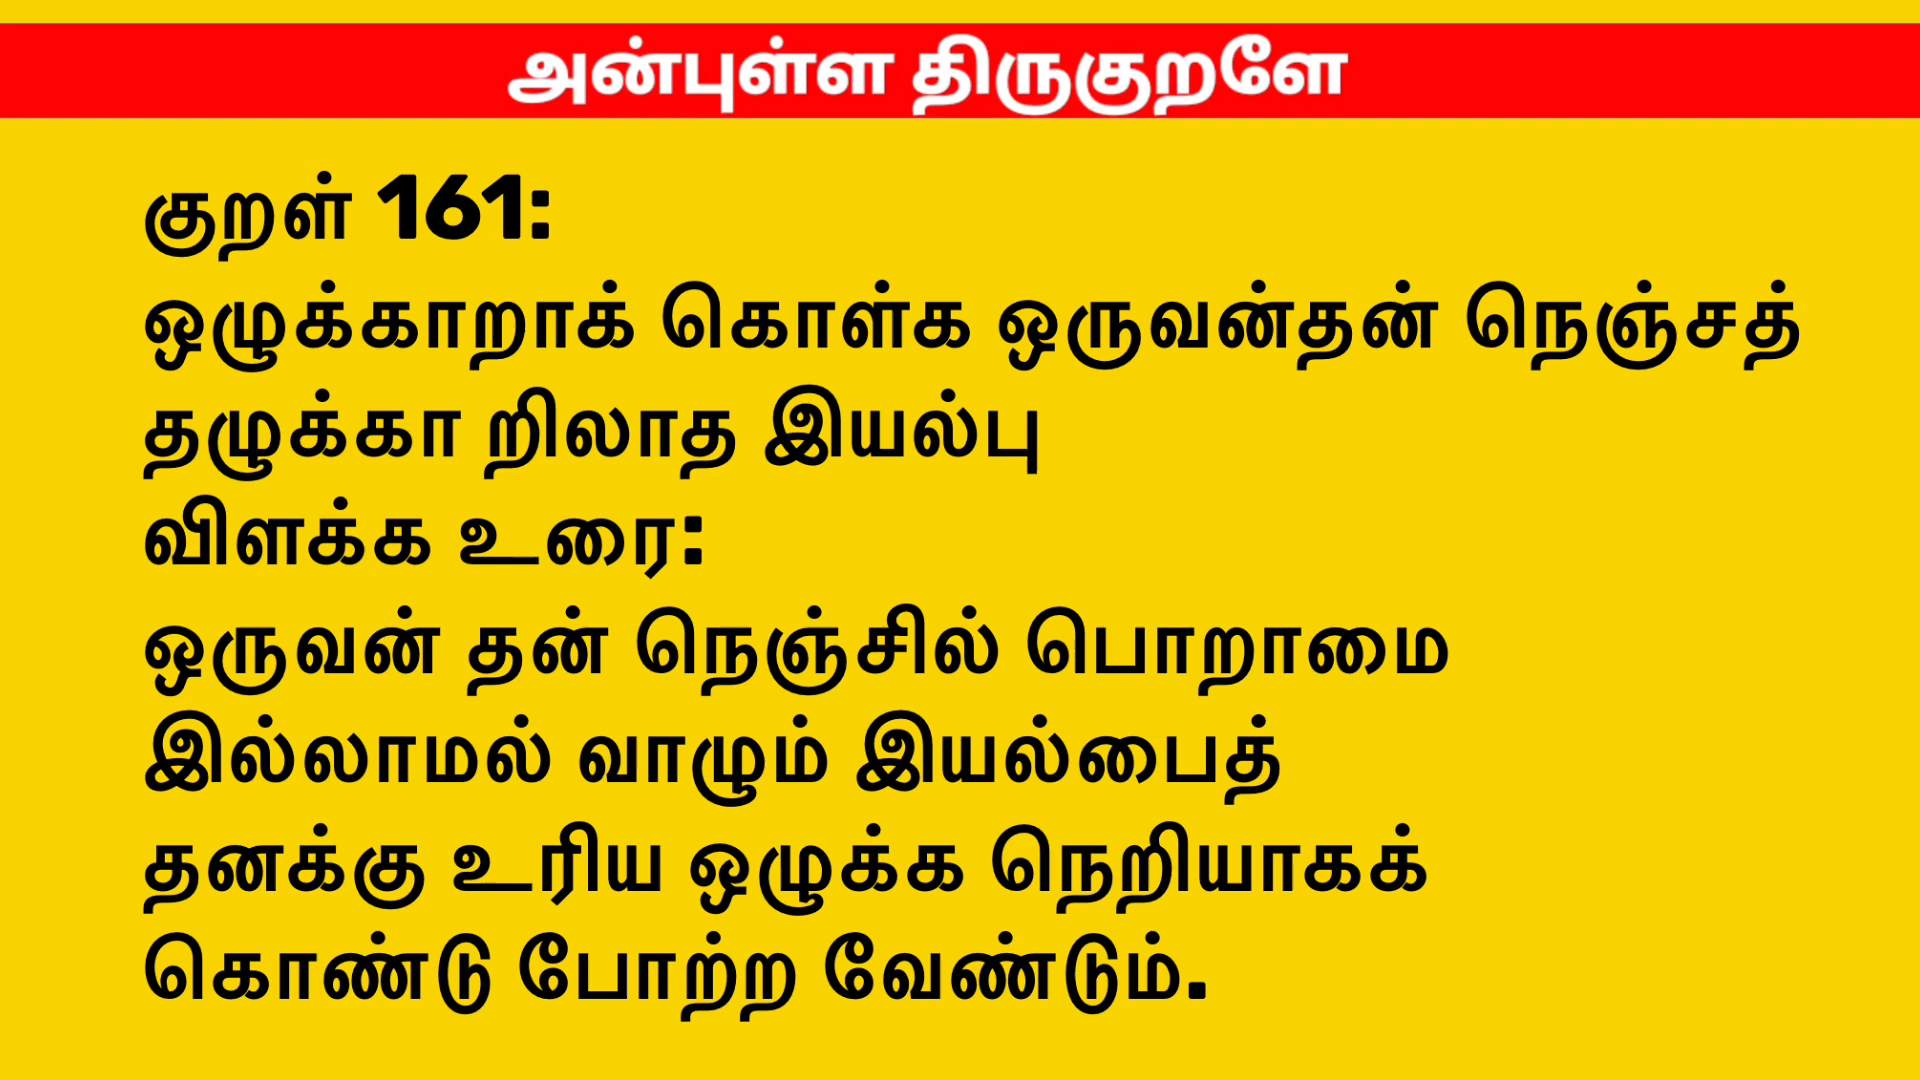 அன்புள்ள திருகுறளே
குறள் 161:
ஒழுக்காறாக் கொள்க ஒருவன்தன் நெஞ்சத்
தழுக்கா றிலாத இயல்பு
விளக்க உரை:
ஒருவன் தன் நெஞ்சில் பொறாமை
இல்லாமல் வாழும் இயல்பைத்
தனக்கு உரிய ஒழுக்க நெறியாகக்
கொண்டு போற்ற வேண்டும்.